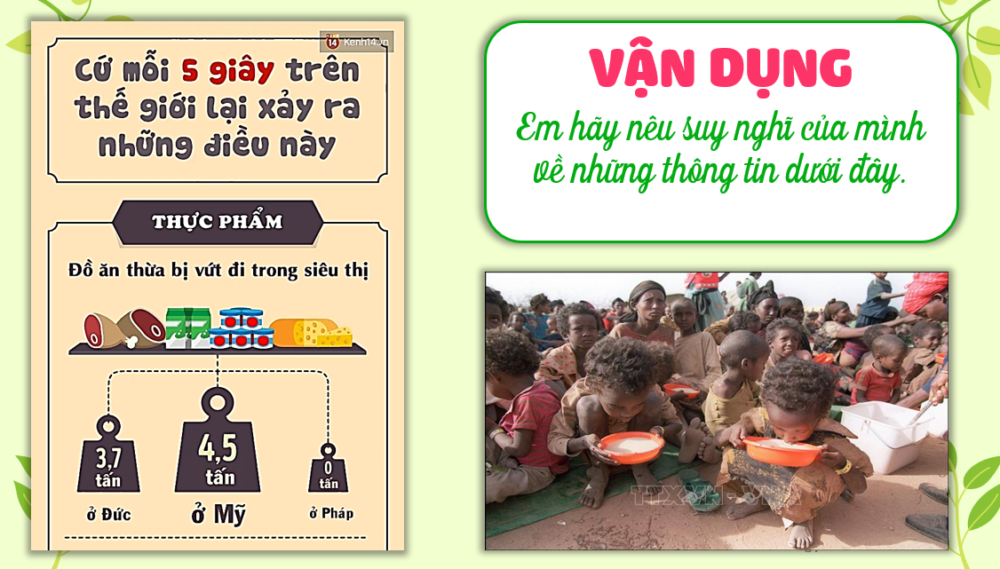 Kenh14.vn
Cứ mỗi 5 giây trên
thế giới lại xảy ra
những điều này
THỰC PHẨM
Đồ ăn thừa bị vứt đi trong siêu thị
3,7
tấn
ở Đức
4,5
tấn
ở Mỹ
0
tấn
ở Pháp
VẬN DỤNG
Em hãy nêu suy nghĩ của mình
về những thông tin dưới đây.